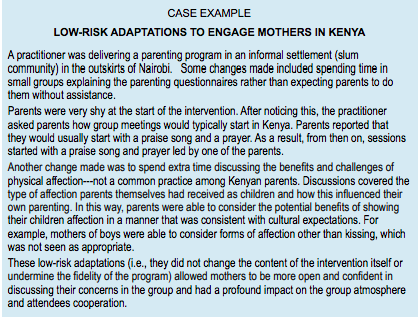 CASE EXAMPLE
LOW-RISK ADAPTATIONS TO ENGAGE MOTHERS IN KENYA
A practitioner was delivering a parenting program in an informal settlement (slum
community) in the outskirts of Nairobi. Some changes made included spending time in
small groups explaining the parenting questionnaires rather than expecting parents to do
them without assistance.
Parents were very shy at the start of the intervention. After noticing this, the practitioner
asked parents how group meetings would typically start in Kenya. Parents reported that
they would usually start with a praise song and a prayer. As a result, from then on, sessions
started with a praise song and prayer led by one of the parents.
Another change made was to spend extra time discussing the benefits and challenges of
physical affection---not a common practice among Kenyan parents. Discussions covered the
type of affection parents themselves had received as children and how this influenced their
own parenting. In this way, parents were able to consider the potential benefits of showing
their children affection in a manner that was consistent with cultural expectations. For
example, mothers of boys were able to consider forms of affection other than kissing, which
was not seen as appropriate.
These low-risk adaptations (i.e., they did not change the content of the intervention itself or
undermine the fidelity of the program) allowed mothers to be more open and confident in
discussing their concerns in the group and had a profound impact on the group atmosphere
and attendees cooperation.